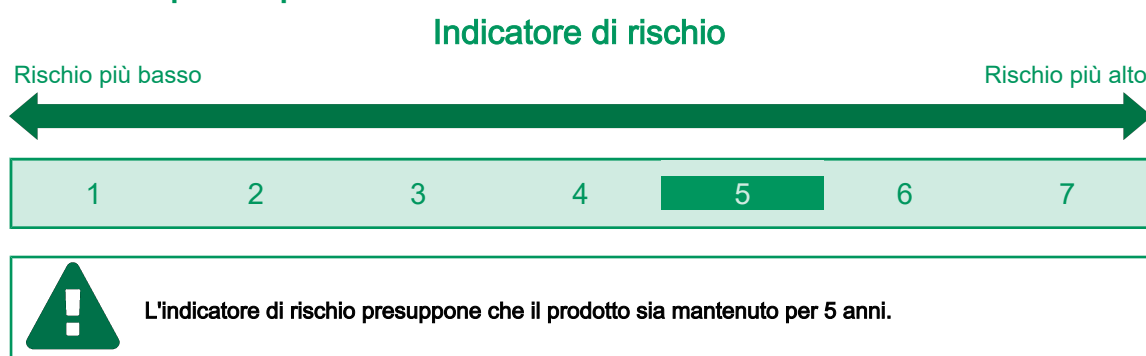 Indicatore di rischio
Rischio più basso
Rischio più alto
1 2 3 4 5 6 7
L'indicatore di rischio presuppone che il prodotto sia mantenuto per 5 anni.